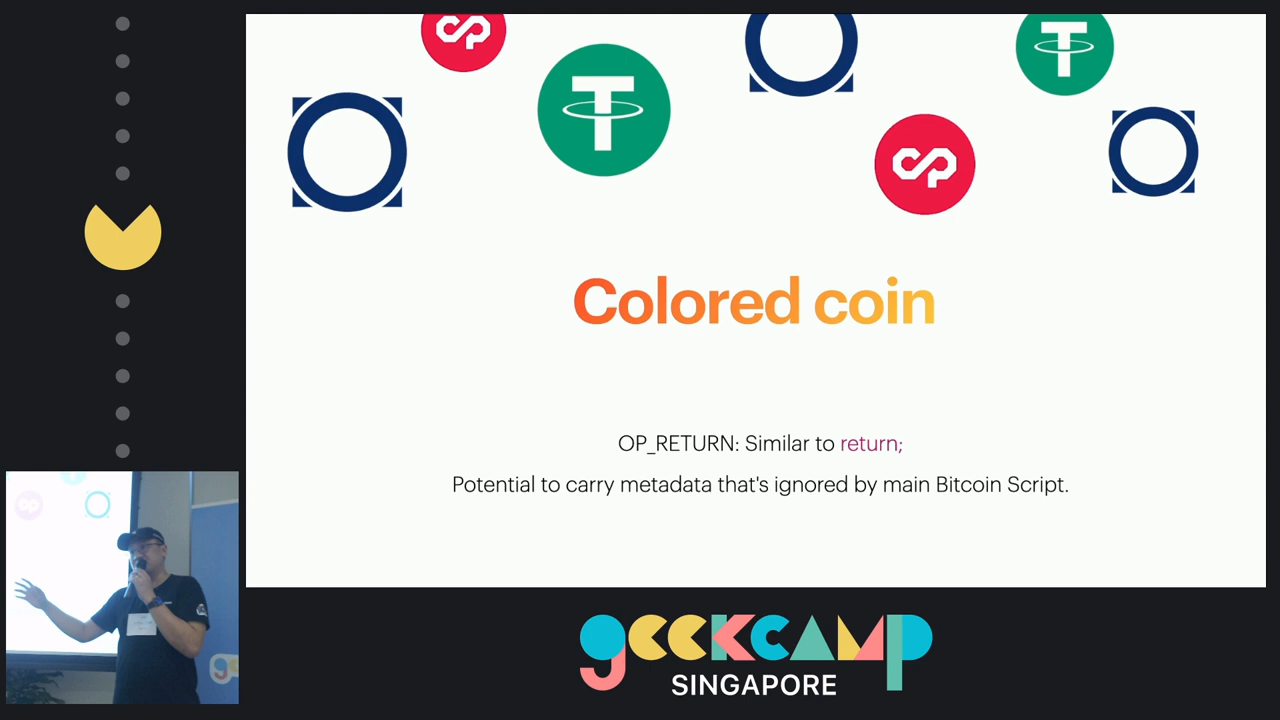 Colored coin
OP_RETURN: Similar to return;
Potential to carry metadata that's ignored by main Bitcoin Script.
geekcamp
SINGAPORE